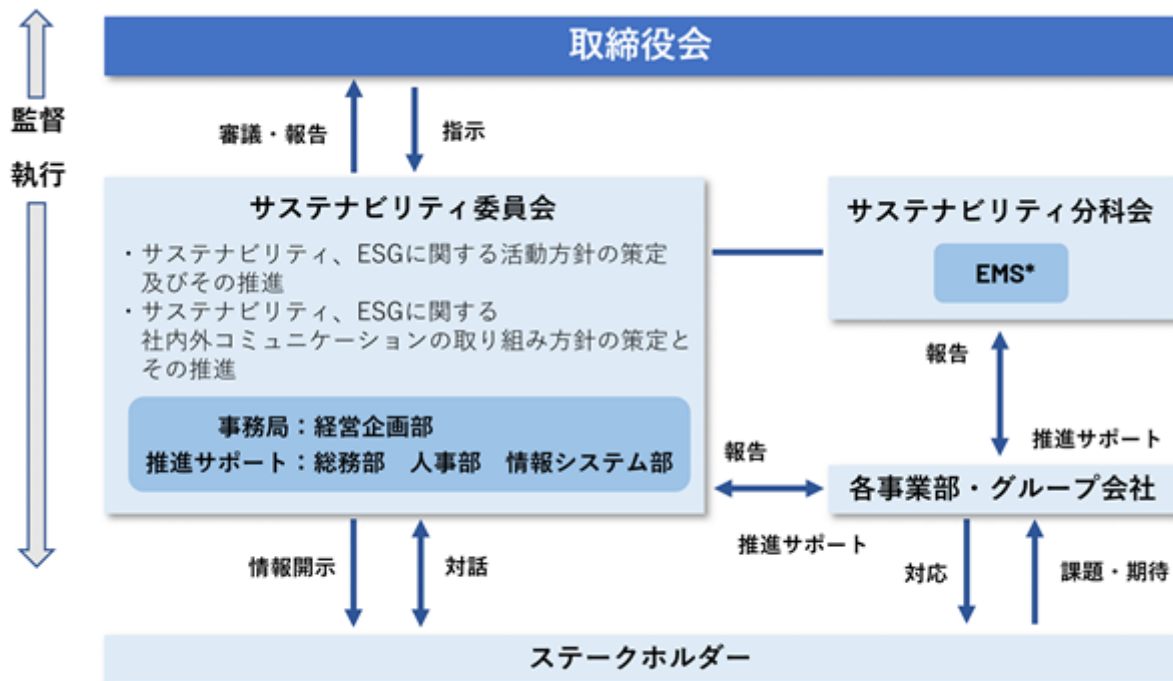 取締役会
監督
執行
審議・報告
指示
サステナビリティ委員会
・サステナビリティ、ESGに関する活動方針の策定
及びその推進
・サステナビリティ、ESGに関する
社内外コミュニケーションの取り組み方針の策定と
その推進
事務局：経営企画部
推進サポート：総務部　人事部　情報システム部
サステナビリティ分科会
EMS*
報告
推進サポート
報告
推進サポート
各事業部・グループ会社
情報開示
対話
対応
課題・期待
ステークホルダー